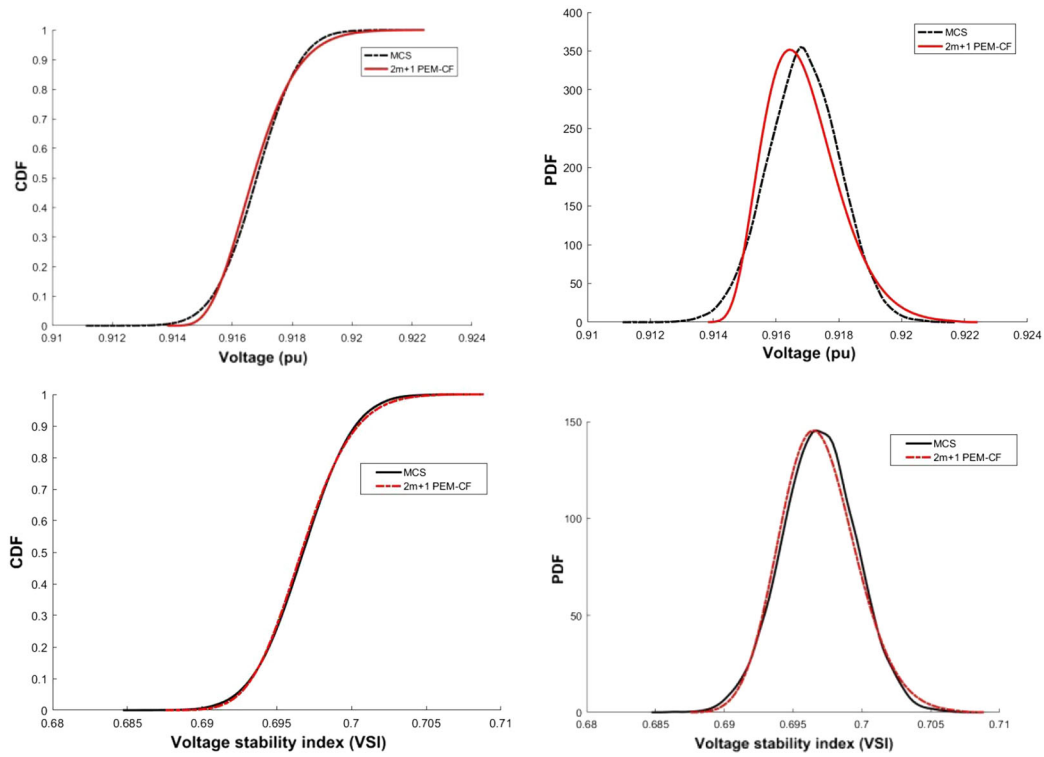 1
0.9
0.8
0.7
0.6
0.5
0.4
0.3
0.2
0.1
0
CDF
MCS
2m+1 PEM-CF
0.91 0.912 0.914 0.916 0.918 0.92 0.922 0.924
Voltage (pu)
400
350
300
250
200
150
100
50
0
PDF
MCS
2m+1 PEM-CF
0.91 0.912 0.914 0.916 0.918 0.92 0.922 0.924
Voltage (pu)
1
0.9
0.8
0.7
0.6
0.5
0.4
0.3
0.2
0.1
0
CDF
MCS
2m+1 PEM-CF
0.68 0.685 0.69 0.695 0.7 0.705 0.71
Voltage stability index (VSI)
150
100
50
0
PDF
MCS
2m+1 PEM-CF
0.68 0.685 0.69 0.695 0.7 0.705 0.71
Voltage stability index (VSI)